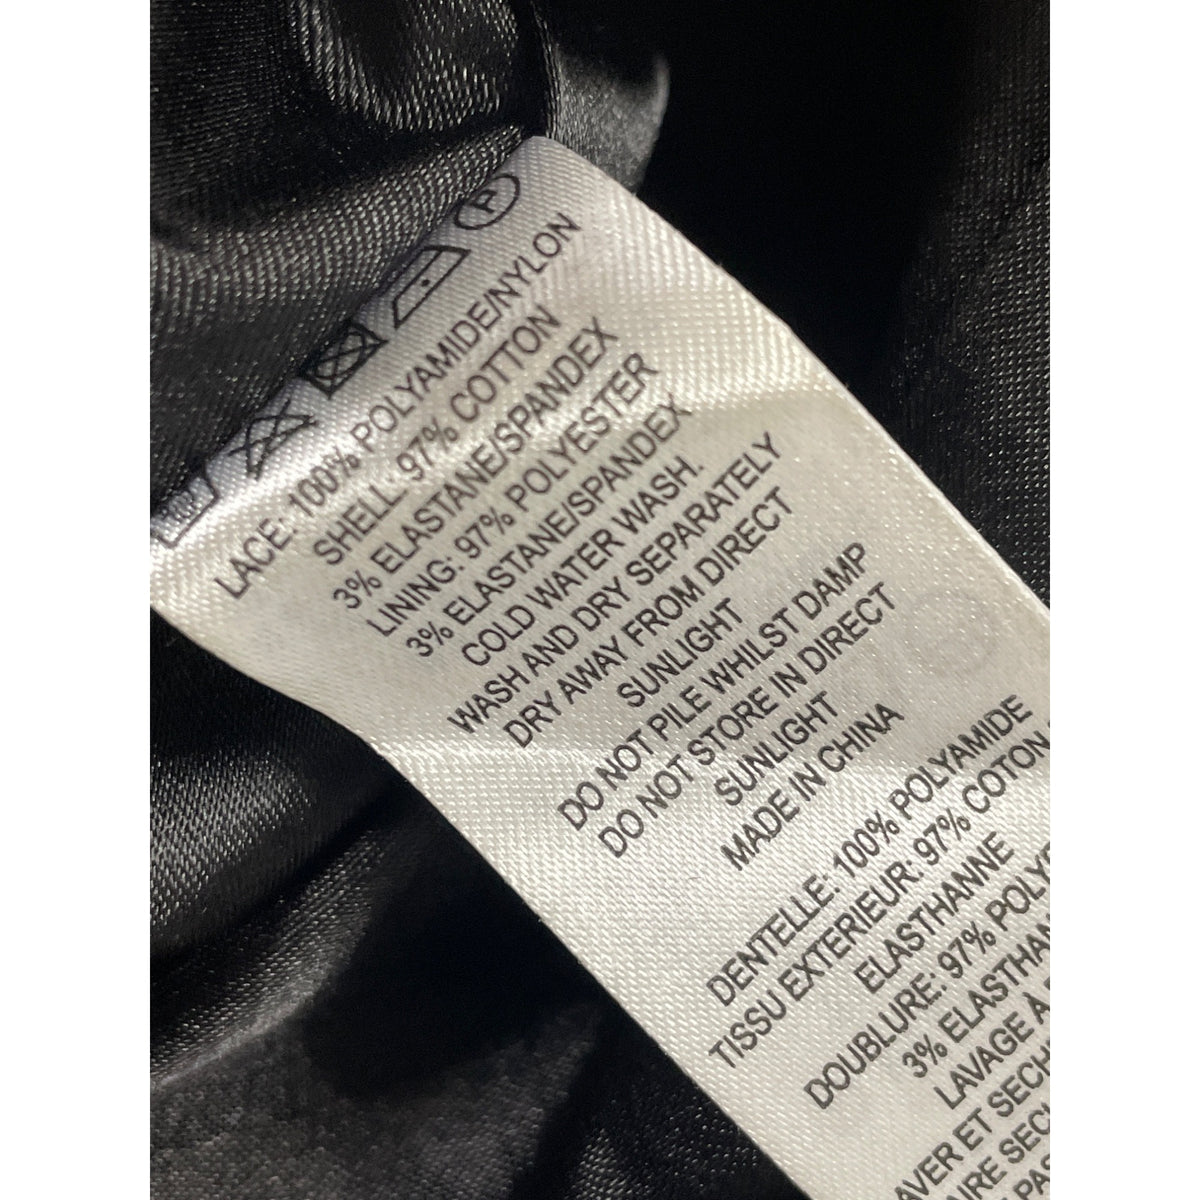 P
LACE: 100% POLYAMIDE/NYLON
SHELL: 97% COTTON
3% ELASTANE/SPANDEX
LINING: 97% POLYESTER
3% ELASTANE/SPANDEX
COLD WATER WASH.
WASH AND DRY SEPARATELY
DRY AWAY FROM DIRECT
SUNLIGHT
DO NOT PILE WHILST DAMP
DO NOT STORE IN DIRECT
SUNLIGHT
MADE IN CHINA
DENTELLE: 100% POLYAMIDE
TISSU EXTERIEUR: 97% COTON
ELASTHANNE
DOUBLURE: 97%
3%
LAVAGE À
ET